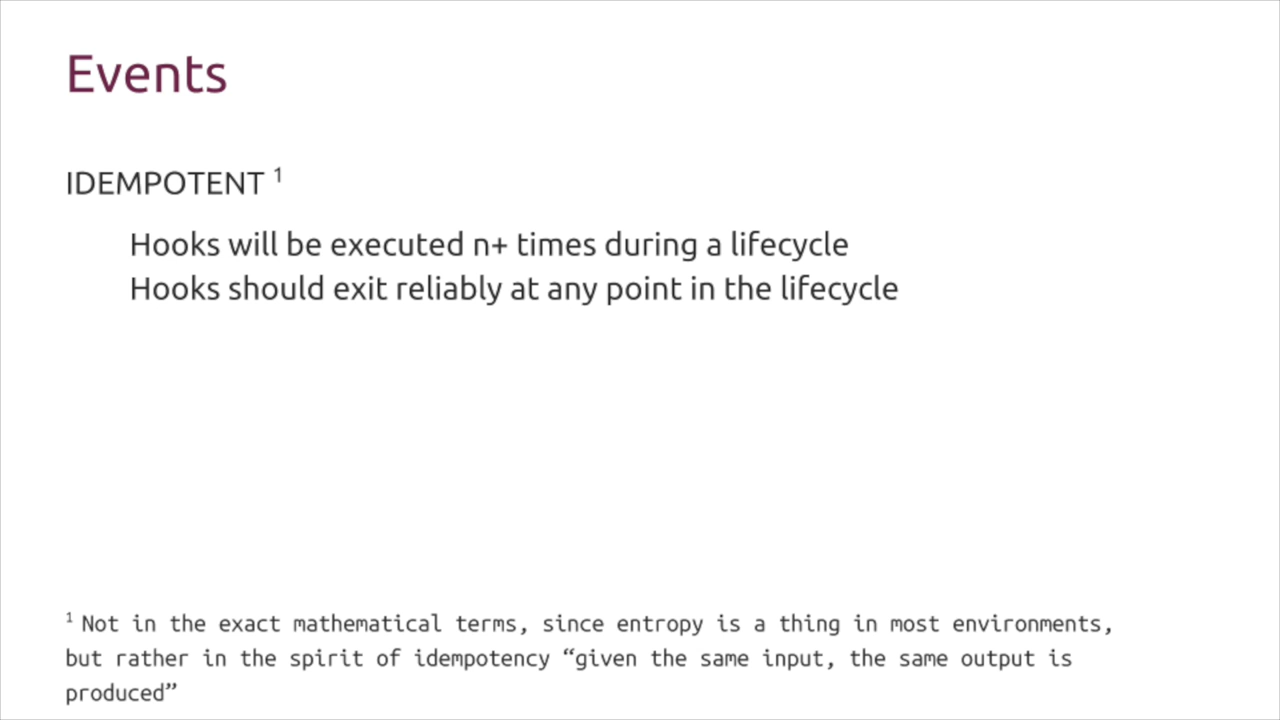 Events
IDEMPOTENT ¹
Hooks will be executed n+ times during a lifecycle
Hooks should exit reliably at any point in the lifecycle
¹ Not in the exact mathematical terms, since entropy is a thing in most environments,
but rather in the spirit of idempotency “given the same input, the same output is
produced”